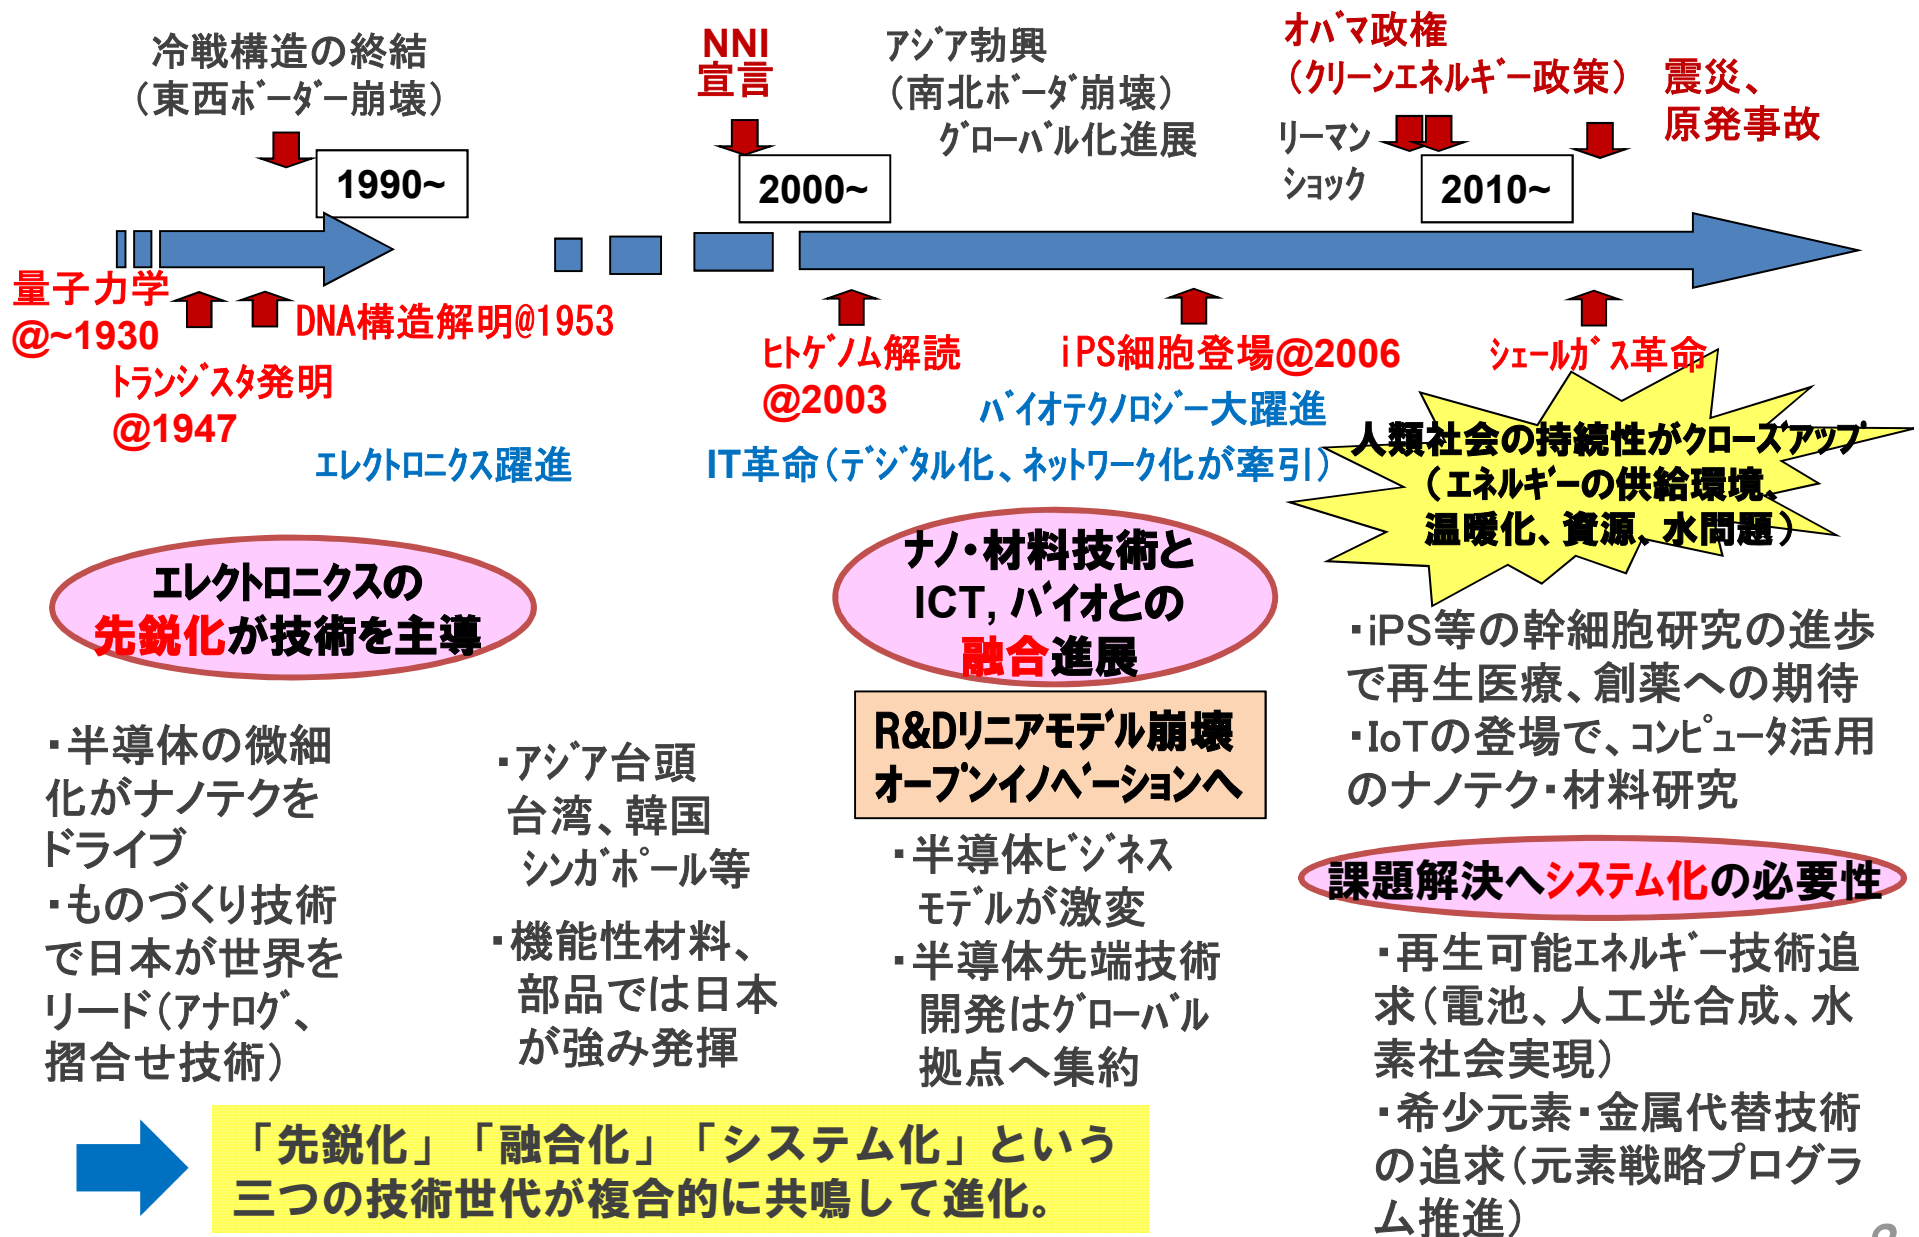 冷戦構造の終結
（東西ﾎﾞｰﾀﾞｰ崩壊）
NNI
宣言
ｱｼﾞｱ勃興
（南北ﾎﾞｰﾀﾞ崩壊）
ｸﾞﾛｰﾊﾞﾙ化進展
ｵﾊﾞﾏ政権
（ｸﾘｰﾝｴﾈﾙｷﾞｰ政策）
震災、
原発事故
ﾘｰﾏﾝ
ｼｮｯｸ
1990~
2000~
2010~
量子力学
@~1930
ﾄﾗﾝｼﾞｽﾀ発明
@1947
DNA構造解明@1953
ﾋﾄｹﾞﾉﾑ解読
@2003
iPS細胞登場@2006
ｼｪｰﾙｶﾞｽ革命
ﾊﾞｲｵﾃｸﾉﾛｼﾞｰ大躍進
ｴﾚｸﾄﾛﾆｸｽ躍進
IT革命（ﾃﾞｼﾞﾀﾙ化、ﾈｯﾄﾜｰｸ化が牽引）
人類社会の持続性がｸﾛｰｽﾞｱｯﾌﾟ
（ｴﾈﾙｷﾞｰの供給環境、
温暖化、資源、水問題）
ｴﾚｸﾄﾛﾆｸｽの
先鋭化が技術を主導
・半導体の微細
化がナノテクを
ドライブ
・ものづくり技術
で日本が世界を
リード（ｱﾅﾛｸﾞ、
摺合せ技術）
・ｱｼﾞｱ台頭
台湾、韓国
ｼﾝｶﾞﾎﾟｰﾙ等
・機能性材料、
部品では日本
が強み発揮
ﾅﾉ・材料技術と
ICT, ﾊﾞｲｵとの
融合進展
R&Dﾘﾆｱﾓﾃﾞﾙ崩壊
ｵｰﾌﾟﾝｲﾉﾍﾞｰｼｮﾝへ
・半導体ﾋﾞｼﾞﾈｽ
ﾓﾃﾞﾙが激変
・半導体先端技術
開発はｸﾞﾛｰﾊﾞﾙ
拠点へ集約
・iPS等の幹細胞研究の進歩
で再生医療、創薬への期待
・IoTの登場で、ｺﾝﾋﾟｭｰﾀ活用
のナノテク・材料研究
課題解決へｼｽﾃﾑ化の必要性
・再生可能ｴﾈﾙｷﾞｰ技術追
求（電池、人工光合成、水
素社会実現）
・希少元素・金属代替技術
の追求（元素戦略プログラ
ム推進）
「先鋭化」「融合化」「システム化」という
三つの技術世代が複合的に共鳴して進化。